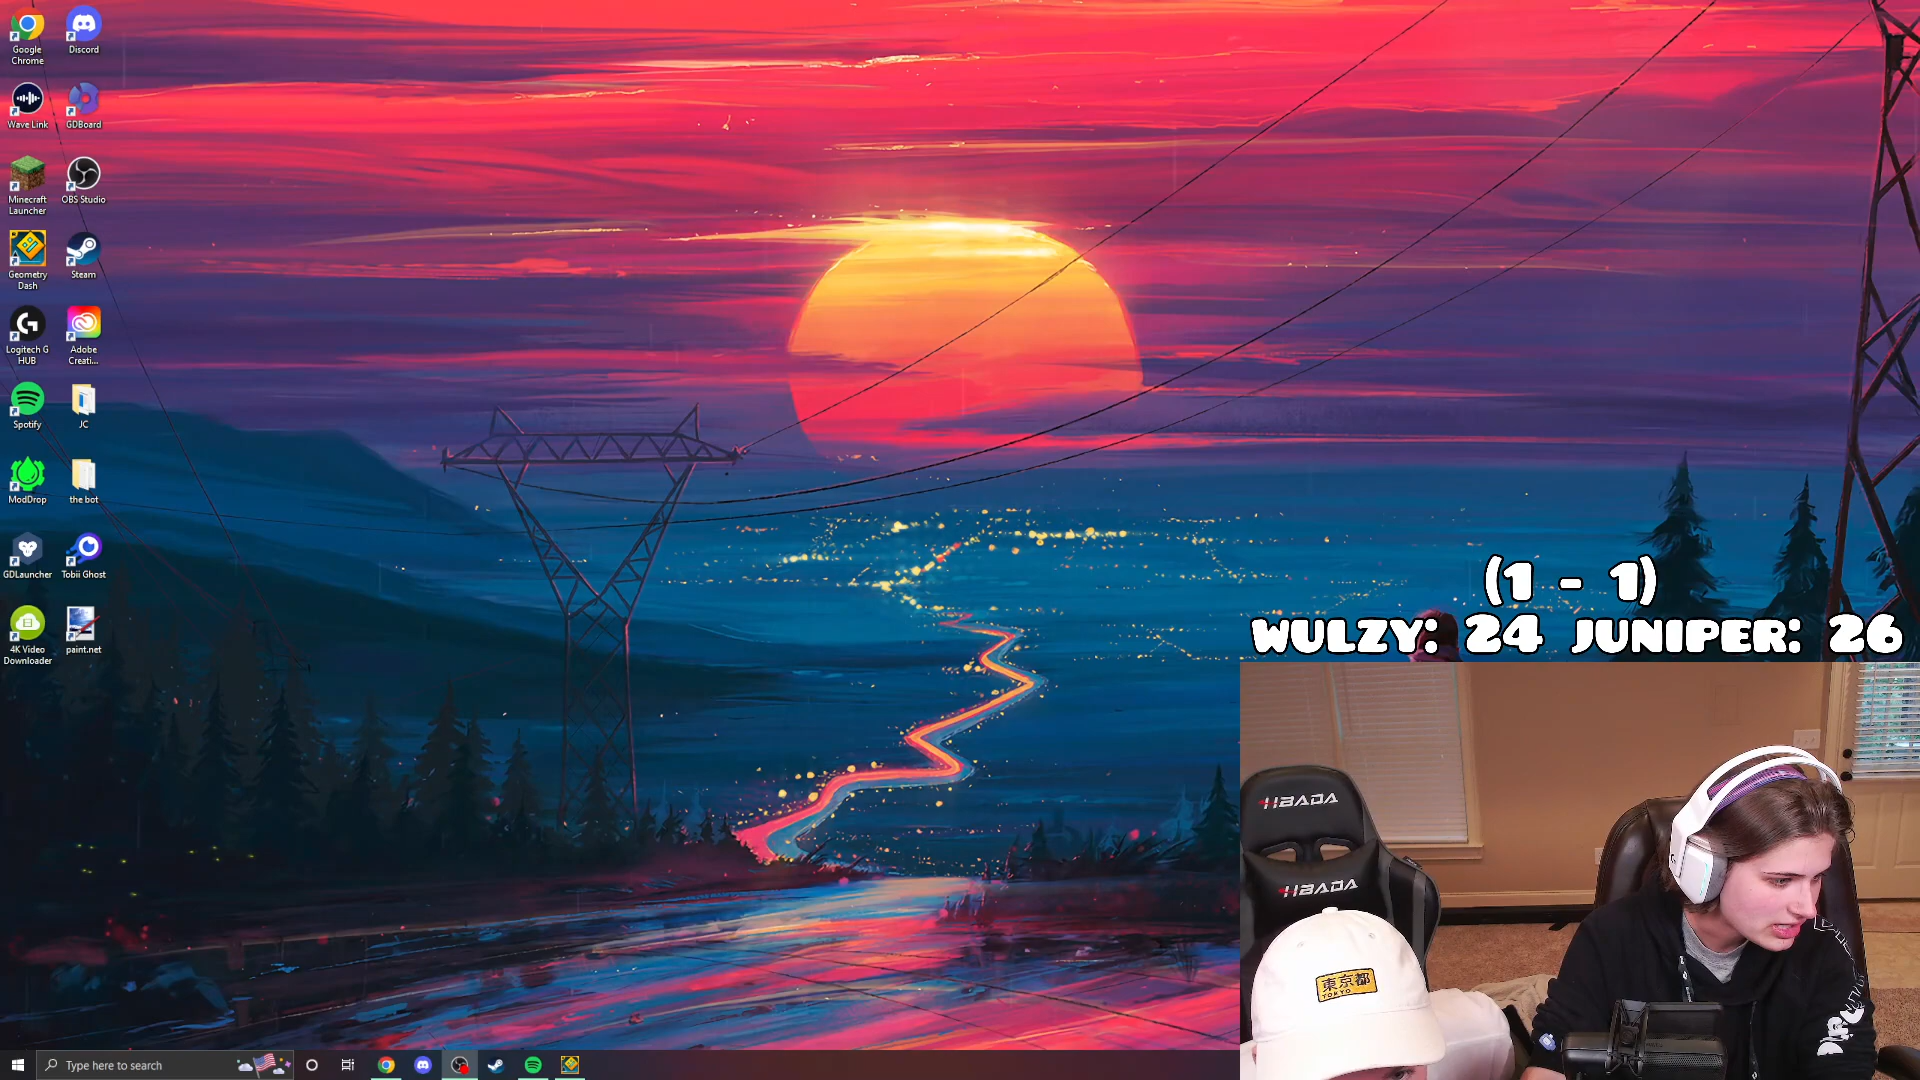 Google Chrome
Discord
Wave Link
GDBoard
Minecraft Launcher
OBS Studio
Geometry Dash
Steam
Logitech G HUB
Adobe Creati...
Spotify
JC
ModDrop
the bot
GDLauncher
Tobii Ghost
4K Video Downloader
paint.net
(1 - 1)
WULZY: 24 JUNIPER: 26
HBADA
HBADA
東京都
TOKYO
Type here to search